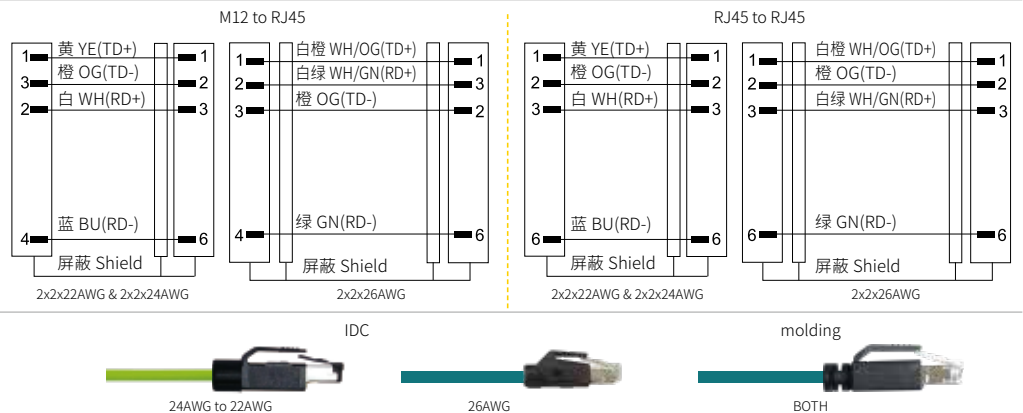 M12 to RJ45
1 黄 YE(TD+) 1
3 橙 OG(TD-) 2
2 白 WH(RD+) 3
4 蓝 BU(RD-) 6
屏蔽 Shield
2x2x22AWG & 2x2x24AWG
1 白橙 WH/OG(TD+) 1
2 白绿 WH/GN(RD+) 3
3 橙 OG(TD-) 2
4 绿 GN(RD-) 6
屏蔽 Shield
2x2x26AWG
RJ45 to RJ45
1 黄 YE(TD+) 1
2 橙 OG(TD-) 2
3 白 WH(RD+) 3
6 蓝 BU(RD-) 6
屏蔽 Shield
2x2x22AWG & 2x2x24AWG
1 白橙 WH/OG(TD+) 1
2 橙 OG(TD-) 2
3 白绿 WH/GN(RD+) 3
6 绿 GN(RD-) 6
屏蔽 Shield
2x2x26AWG
IDC
molding
24AWG to 22AWG
26AWG
BOTH